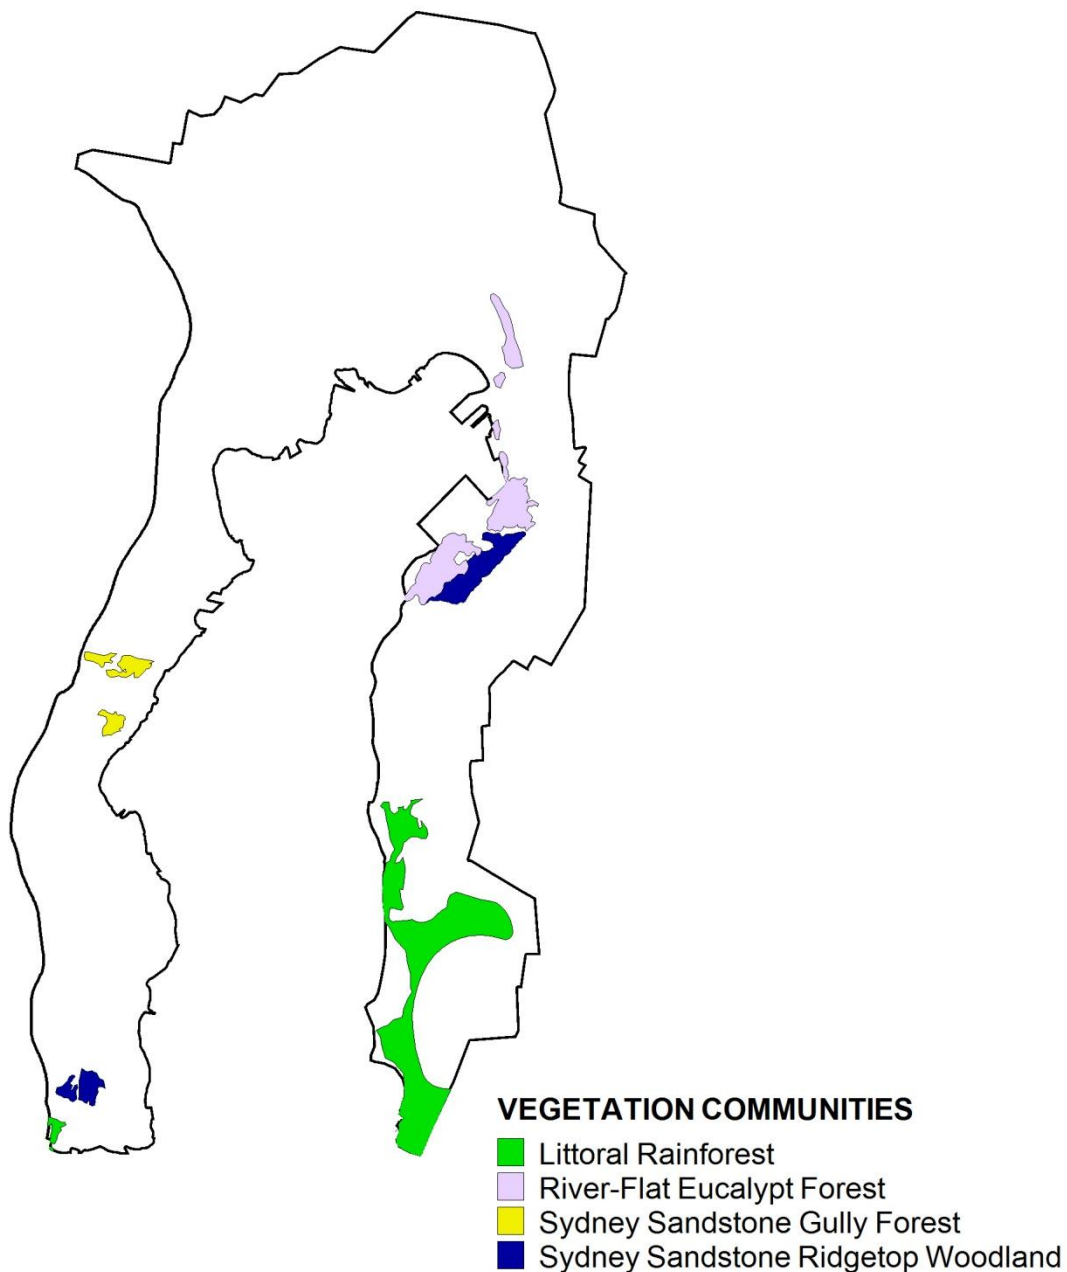 VEGETATION COMMUNITIES
Littoral Rainforest
River-Flat Eucalypt Forest
Sydney Sandstone Gully Forest
Sydney Sandstone Ridgetop Woodland